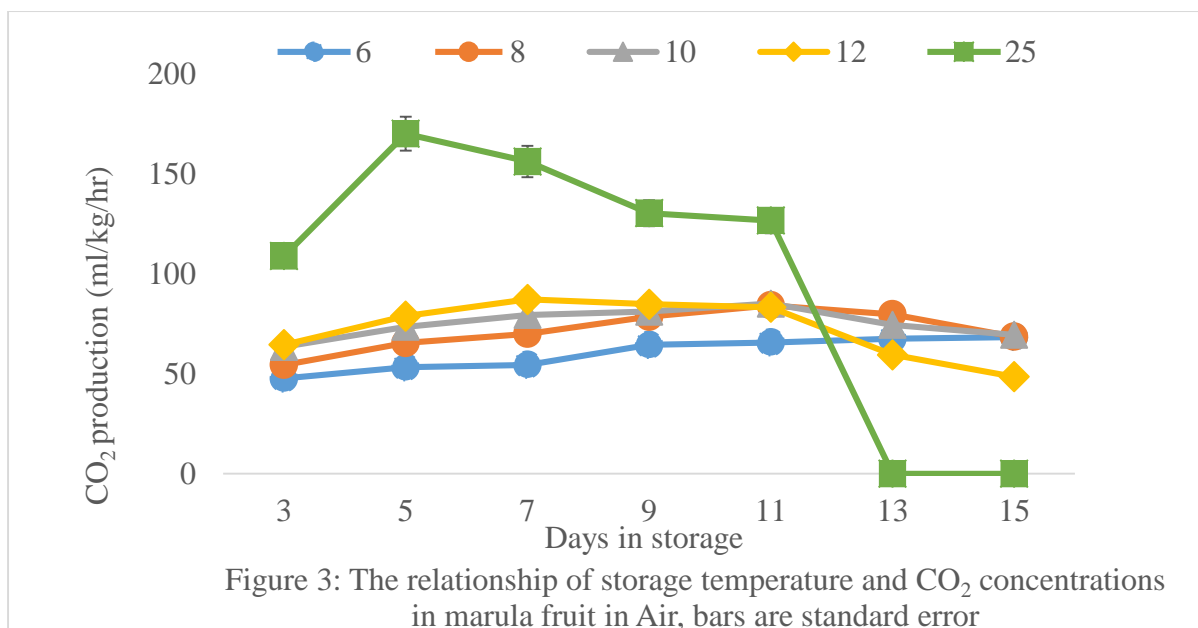 6 8 10 12 25
200
150
100
50
0
CO₂ production (ml/kg/hr)
3 5 7 9 11 13 15
Days in storage
Figure 3: The relationship of storage temperature and CO₂ concentrations
in marula fruit in Air, bars are standard error